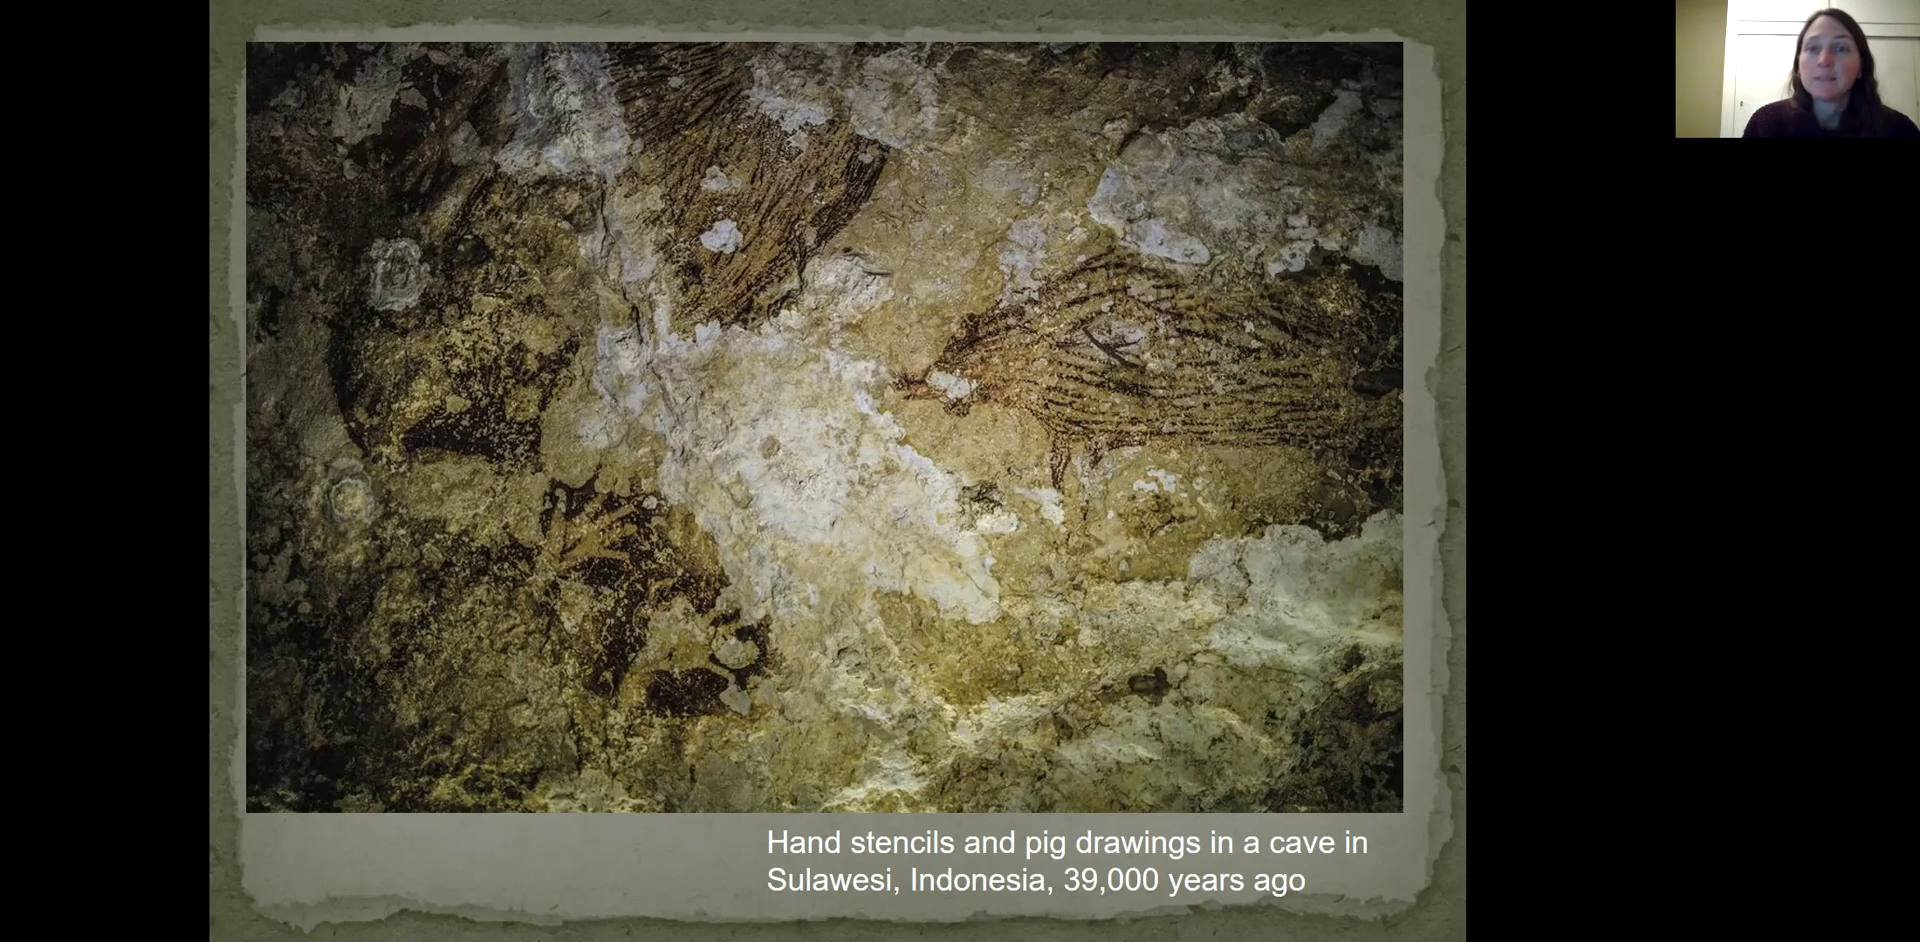 Hand stencils and pig drawings in a cave in
Sulawesi, Indonesia, 39,000 years ago